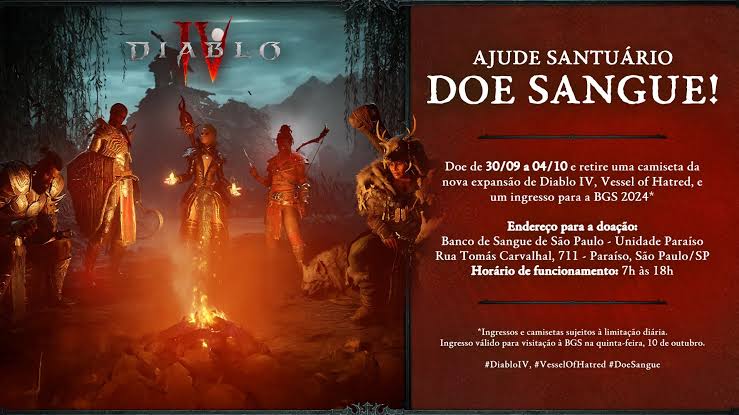 DIABLO
IV
AJUDE SANTUÁRIO
DOE SANGUE!
Doe de 30/09 a 04/10 e retire uma camiseta da
nova expansão de Diablo IV, Vessel of Hatred, e
um ingresso para a BGS 2024*
Endereço para a doação:
Banco de Sangue de São Paulo - Unidade Paraíso
Rua Tomás Carvalhal, 711 - Paraíso, São Paulo/SP
Horário de funcionamento: 7h às 18h
*Ingressos e camisetas sujeitos à limitação diária.
Ingresso válido para visitação à BGS na quinta-feira, 10 de outubro.
#DiabloIV, #VesselOfHatred #DoeSangue